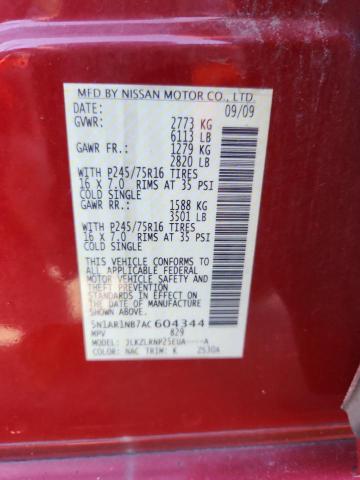 MFD BY NISSAN MOTOR CO., LTD.
DATE: 09/09
GVWR: 2773 KG
6113 LB
GAWR FR.: 1279 KG
2820 LB
WITH P245/75R16 TIRES
16 X 7.0 RIMS AT 35 PSI
COLD SINGLE
GAWR RR.: 1588 KG
3501 LB
WITH P245/75R16 TIRES
16 X 7.0 RIMS AT 35 PSI
COLD SINGLE
THIS VEHICLE CONFORMS TO ALL
APPLICABLE FEDERAL
MOTOR VEHICLE SAFETY AND
THEFT PREVENTION
STANDARDS IN EFFECT ON
THE DATE OF MANUFACTURE
SHOWN ABOVE.
5N1AR1NB7AC604344
MPV 829
MODEL: JLKZLRNP25EUA----A
COLOR: NAC TRIM: K 2530A